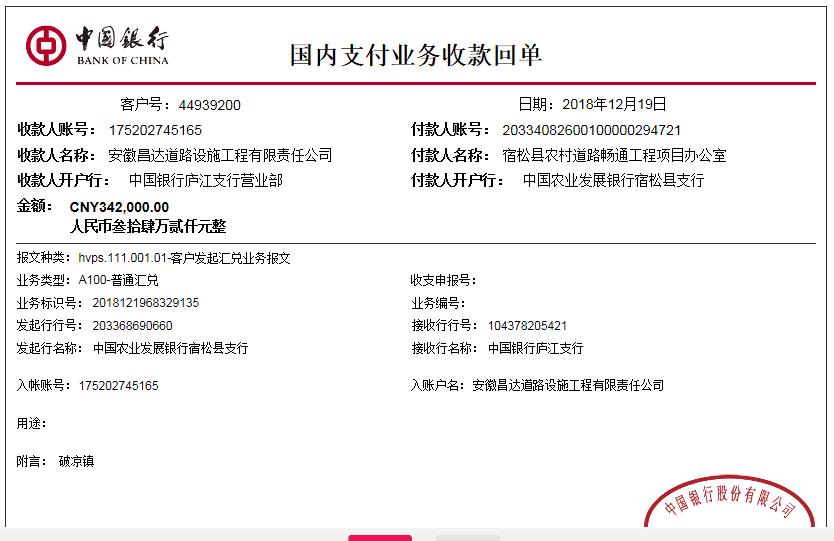 中国银行
BANK OF CHINA
国内支付业务收款回单
客户号：44939200 日期：2018年12月19日
收款人账号：175202745165 付款人账号：20334082600100000294721
收款人名称：安徽昌达道路设施工程有限责任公司 付款人名称：宿松县农村道路畅通工程项目办公室
收款人开户行：中国银行庐江支行营业部 付款人开户行：中国农业发展银行宿松县支行
金额：CNY342,000.00
人民币叁拾肆万贰仟元整
报文种类：hvps.111.001.01-客户发起汇兑业务报文
业务类型：A100-普通汇兑 收支申报号：
业务标识号：2018121968329135 业务编号：
发起行行号：203368690660 接收行行号：104378205421
发起行名称：中国农业发展银行宿松县支行 接收行名称：中国银行庐江支行
入帐账号：175202745165 入账户名：安徽昌达道路设施工程有限责任公司
用途：
附言：破凉镇
中国银行股份有限公司